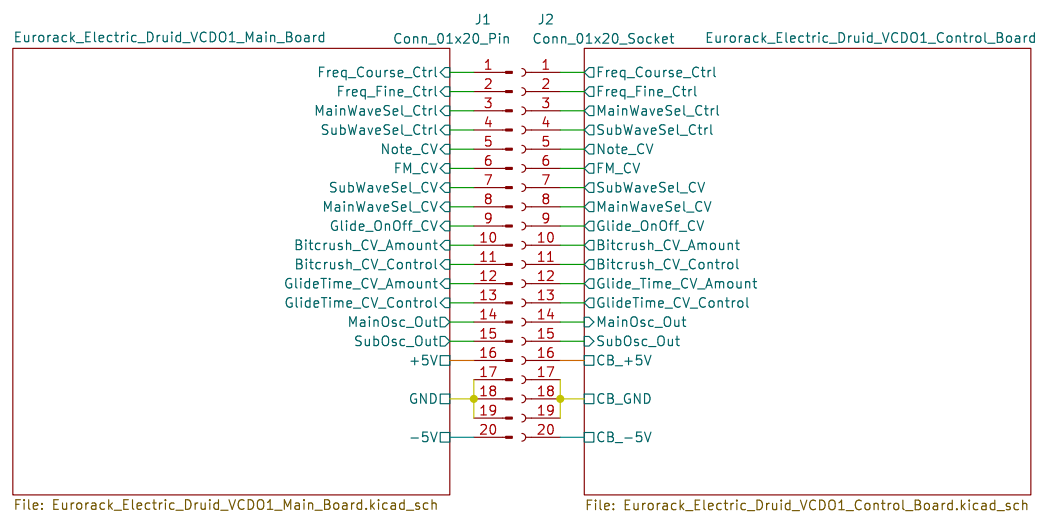 J1 J2
Eurorack_Electric_Druid_VCDO1_Main_Board Conn_01x20_Pin Conn_01x20_Socket Eurorack_Electric_Druid_VCDO1_Control_Board
Freq_Course_Ctrl 1 1 Freq_Course_Ctrl
Freq_Fine_Ctrl 2 2 Freq_Fine_Ctrl
MainWaveSel_Ctrl 3 3 MainWaveSel_Ctrl
SubWaveSel_Ctrl 4 4 SubWaveSel_Ctrl
Note_CV 5 5 Note_CV
FM_CV 6 6 FM_CV
SubWaveSel_CV 7 7 SubWaveSel_CV
MainWaveSel_CV 8 8 MainWaveSel_CV
Glide_OnOff_CV 9 9 Glide_OnOff_CV
Bitcrush_CV_Amount 10 10 Bitcrush_CV_Amount
Bitcrush_CV_Control 11 11 Bitcrush_CV_Control
GlideTime_CV_Amount 12 12 Glide_Time_CV_Amount
GlideTime_CV_Control 13 13 GlideTime_CV_Control
MainOsc_Out 14 14 MainOsc_Out
SubOsc_Out 15 15 SubOsc_Out
+5V 16 16 CB_+5V
17 17
GND 18 18 CB_GND
19 19
-5V 20 20 CB_-5V
File: Eurorack_Electric_Druid_VCDO1_Main_Board.kicad_sch File: Eurorack_Electric_Druid_VCDO1_Control_Board.kicad_sch